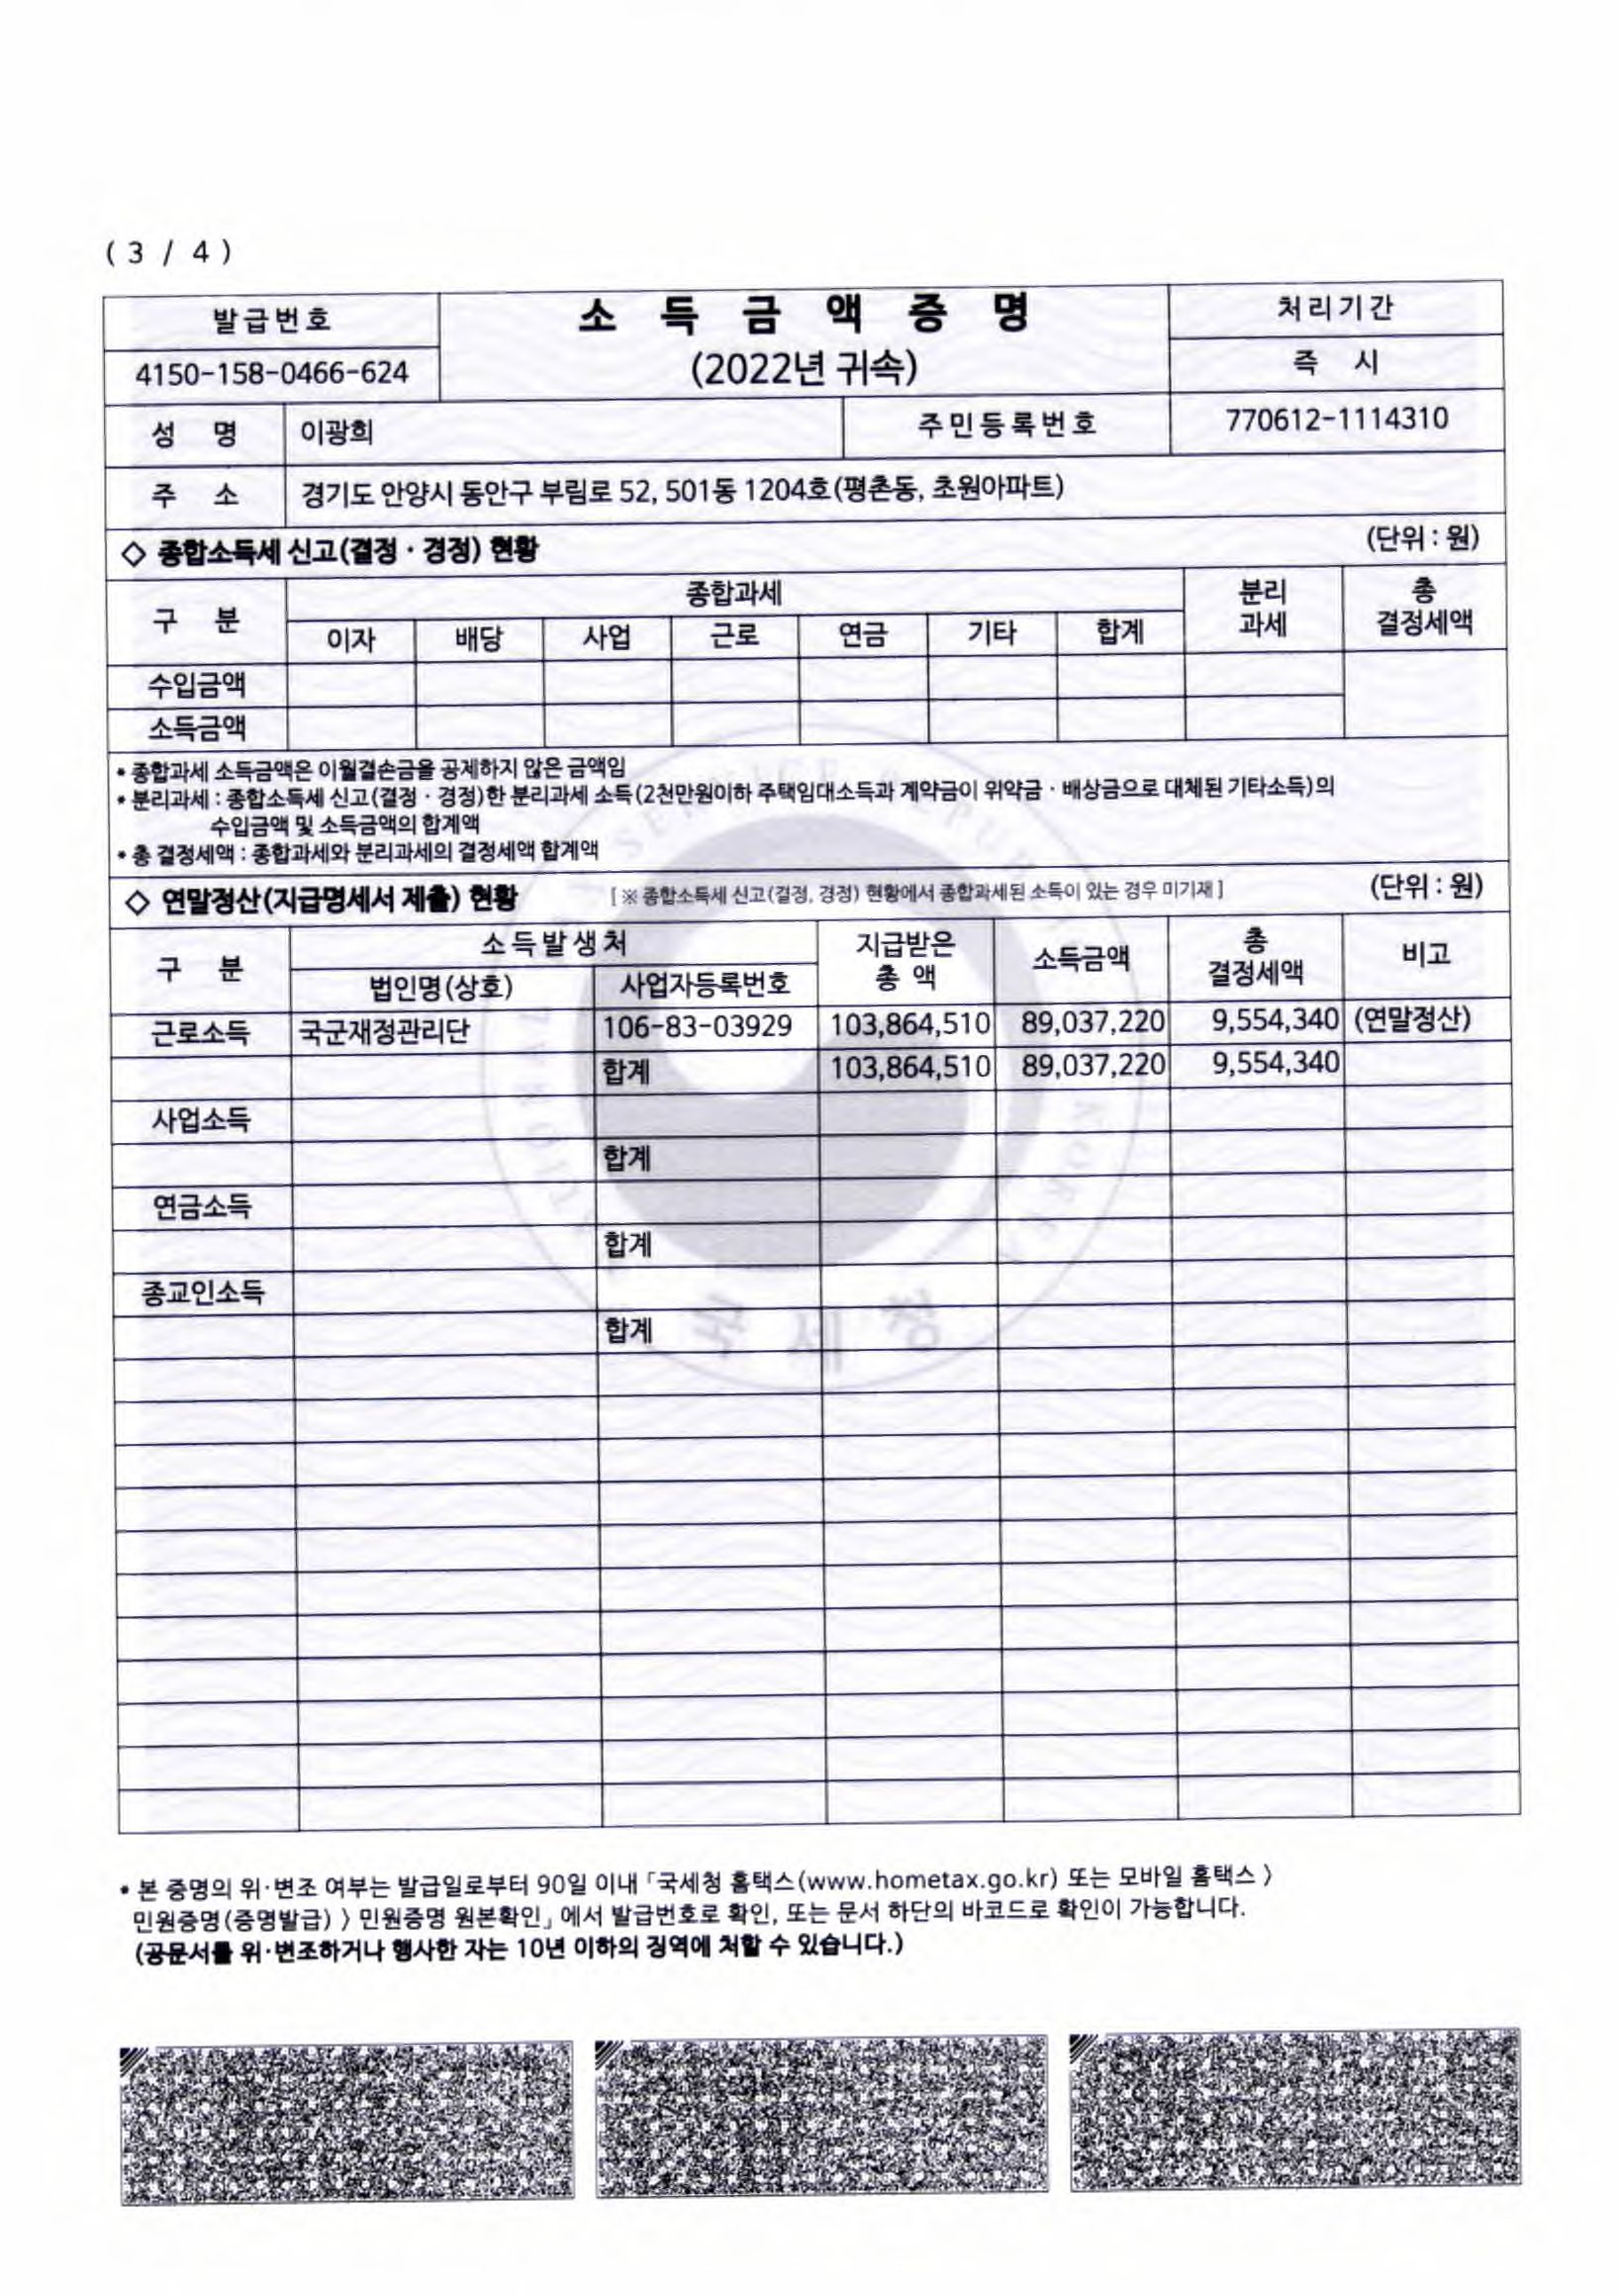 ( 3 / 4 )
발급번호
소 득 금 액 증 명
처리기간
4150-158-0466-624
(2022년 귀속)
즉 시
성 명 이광희 주민등록번호 770612-1114310
주 소 경기도 안양시 동안구 부림로 52, 501동 1204호(평촌동, 초원아파트)
◇ 종합소득세 신고(결정 · 경정) 현황 (단위 : 원)
구 분 종합과세 분리과세 총결정세액
이자 배당 사업 근로 연금 기타 합계
수입금액
소득금액
* 종합과세 소득금액은 이월결손금을 공제하지 않은 금액임
* 분리과세 : 종합소득세 신고(결정 · 경정)한 분리과세 소득(2천만원이하 주택임대소득과 계약금이 위약금 · 배상금으로 대체된 기타소득)의
수입금액 및 소득금액의 합계액
* 총 결정세액 : 종합과세와 분리과세의 결정세액 합계액
◇ 연말정산(지급명세서 제출) 현황 [ ※ 종합소득세 신고(결정, 경정) 현황에서 종합과세된 소득이 있는 경우 미기재 ] (단위 : 원)
구 분 소득발생처 지급받은 총 액 소득금액 총 결정세액 비고
법인명(상호) 사업자등록번호
근로소득 국군재정관리단 106-83-03929 103,864,510 89,037,220 9,554,340 (연말정산)
합계 103,864,510 89,037,220 9,554,340
사업소득
합계
연금소득
합계
종교인소득
합계
국세청
* 본 증명의 위·변조 여부는 발급일로부터 90일 이내 「국세청 홈택스(www.hometax.go.kr) 또는 모바일 홈택스 〉
민원증명(증명발급) 〉 민원증명 원본확인」 에서 발급번호로 확인, 또는 문서 하단의 바코드로 확인이 가능합니다.
(공문서를 위·변조하거나 행사한 자는 10년 이하의 징역에 처할 수 있습니다.)